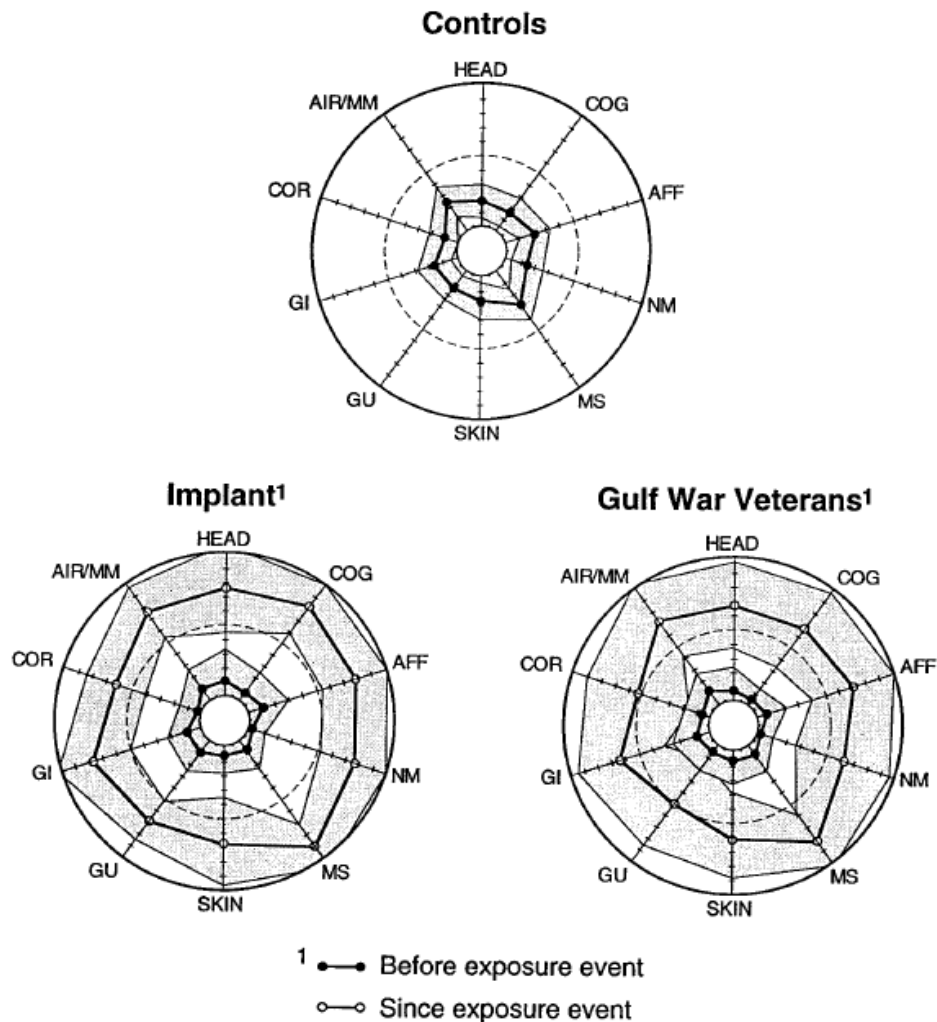 Controls
HEAD
AIR/MM
COG
COR
AFF
GI
NM
GU
MS
SKIN
Implant¹
HEAD
AIR/MM
COG
COR
AFF
GI
NM
GU
MS
SKIN
Gulf War Veterans¹
HEAD
AIR/MM
COG
COR
AFF
GI
NM
GU
MS
SKIN
1 Before exposure event
Since exposure event